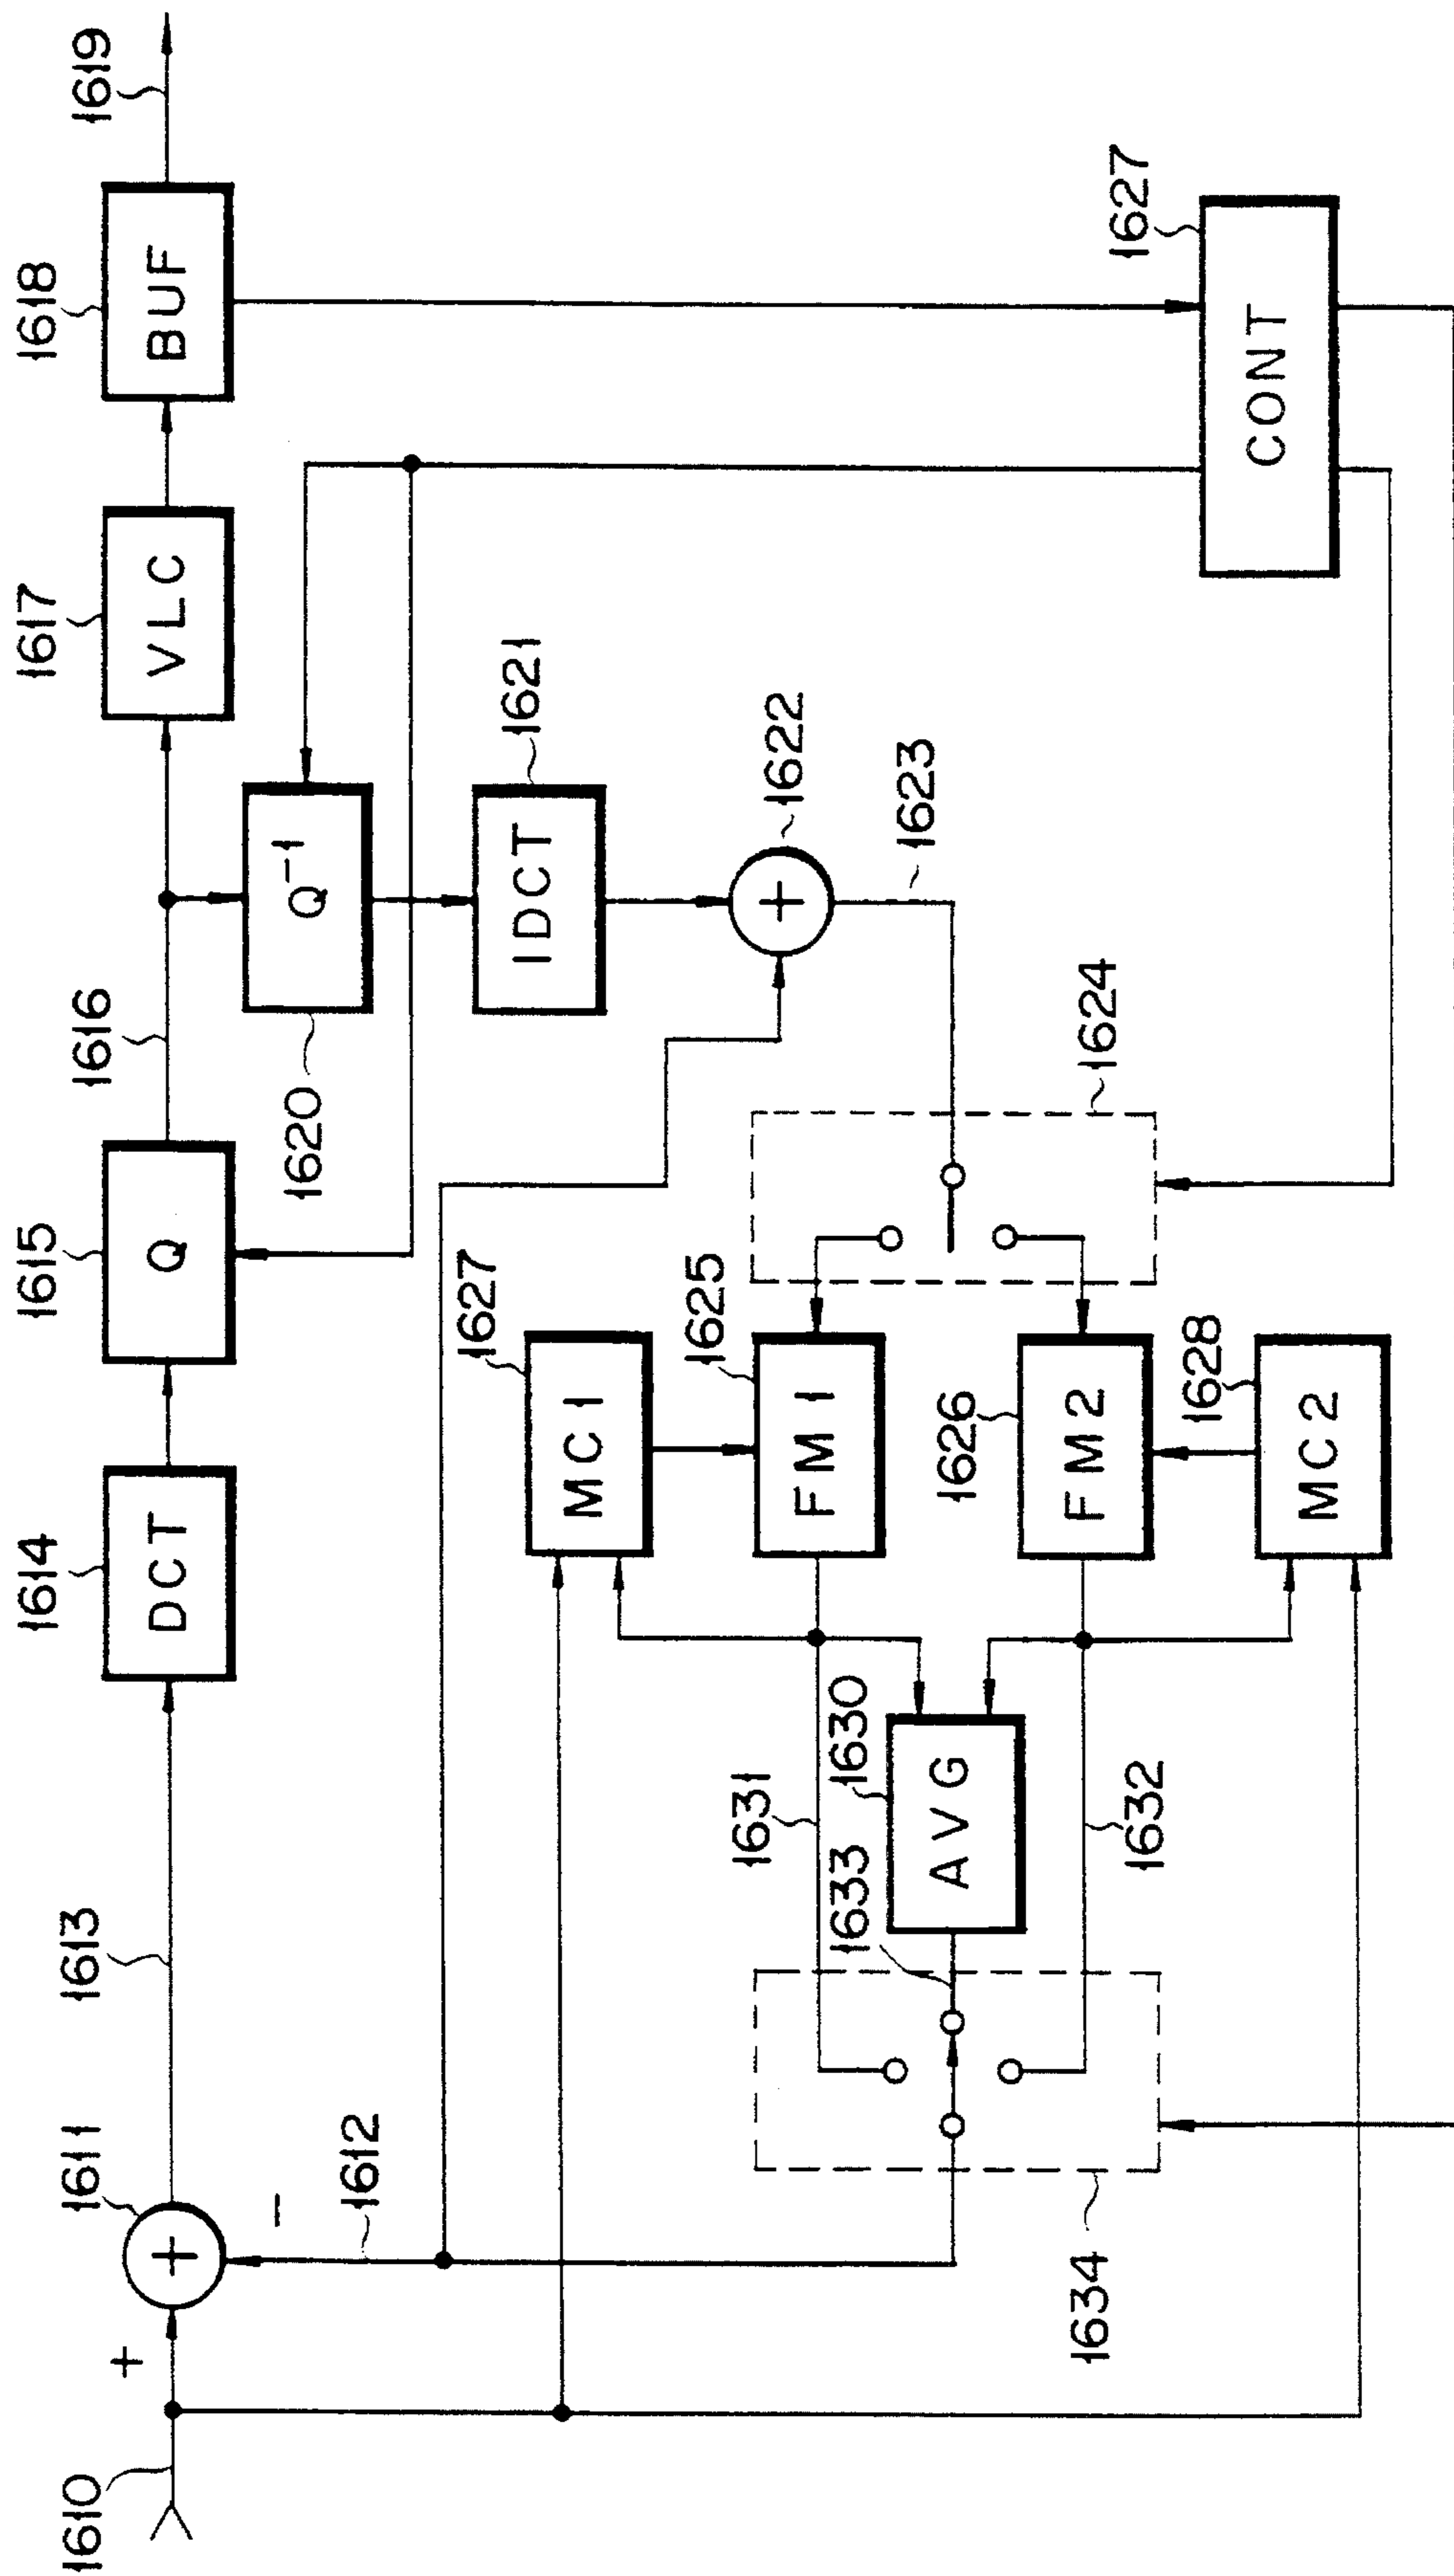 1610
+
1611
+
−
1612
1613
1614
DCT
1615
Q
1616
1617
VLC
1618
BUF
1619
1620
Q⁻¹
1621
IDCT
1622
+
1623
1624
1627
MC1
1625
FM1
1626
FM2
1628
MC2
1630
AVG
1631
1632
1633
1634
1627
CONT